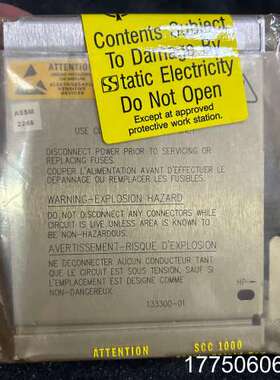 Contents Subject
To Damage By
Static Electricity
Do Not Open
Except at approved
protective work station.
ATTENTION
ASSM
DISCONNECT POWER PRIOR TO SERVICING OR
REPLACING FUSES.
COUPER L'ALIMENTATION AVANT D'EFFECTUER LE
DEPANNAGE OU REMPLACER LES FUSIBLES.
WARNING-EXPLOSION HAZARD
DO NOT DISCONNECT ANY CONNECTORS WHILE
CIRCUIT IS LIVE UNLESS AREA IS KNOWN TO
BE NON-HAZARDOUS.
AVERTISSEMENT-RISQUE D'EXPLOSION
NE DECONNECTER AUCUN CONDUCTEUR TANT
QUE LE CIRCUIT EST SOUS TENSION, SAUF SI
L'EMPLACEMENT EST DESIGNE COMME
NON-DANGEREUX.
133300-01
HP
ATTENTION SCC 1000
17750606